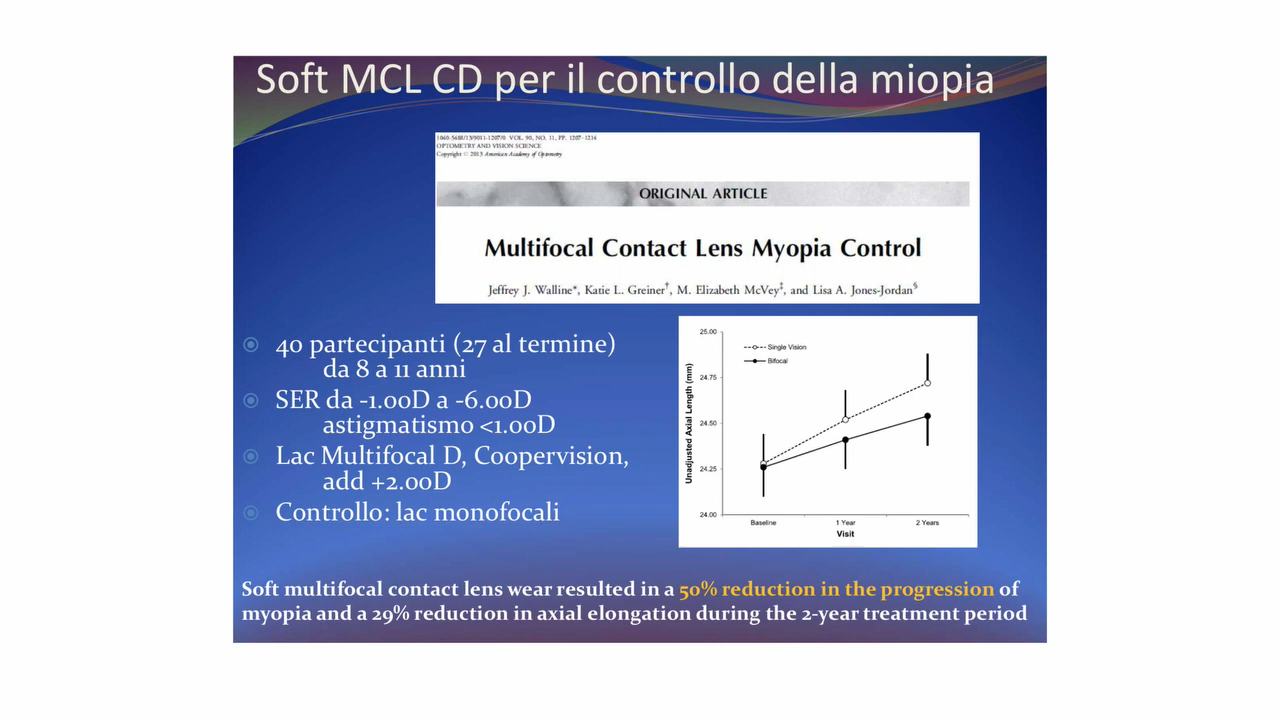 Soft MCL CD per il controllo della miopia
1040-5488/13/9011-1207/0 VOL. 90, NO. 11, PP. 1207-1216
OPTOMETRY AND VISION SCIENCE
Copyright © 2013 American Academy of Optometry
ORIGINAL ARTICLE
Multifocal Contact Lens Myopia Control
Jeffrey J. Walline*, Katie L. Greiner†, M. Elizabeth McVey‡, and Lisa A. Jones-Jordan§
40 partecipanti (27 al termine)
da 8 a 11 anni
SER da -1.00D a -6.00D
astigmatismo <1.00D
Lac Multifocal D, Coopervision,
add +2.00D
Controllo: lac monofocali
25.00
24.75
24.50
24.25
24.00
Unadjusted Axial Length (mm)
Single Vision
Bifocal
Baseline
1 Year
2 Years
Visit
Soft multifocal contact lens wear resulted in a 50% reduction in the progression of
myopia and a 29% reduction in axial elongation during the 2-year treatment period